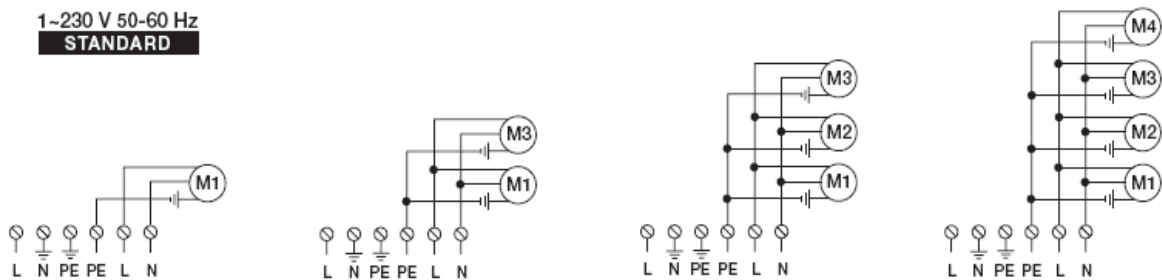 1~230 V 50-60 Hz
STANDARD
M1
L N PE PE L N
M3
M1
L N PE PE L N
M3
M2
M1
L N PE PE L N
M4
M3
M2
M1
L N PE PE L N